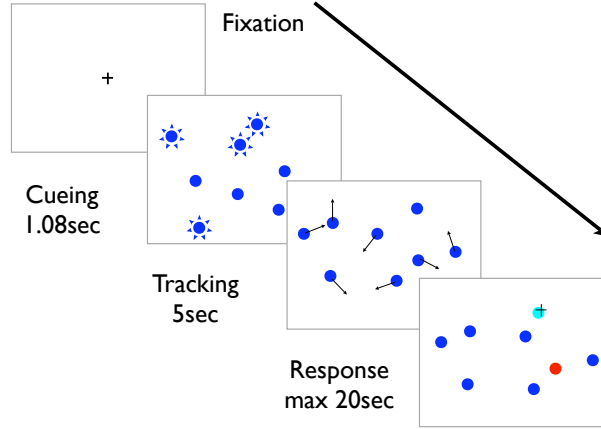 Fixation
Cueing
1.08sec
Tracking
5sec
Response
max 20sec